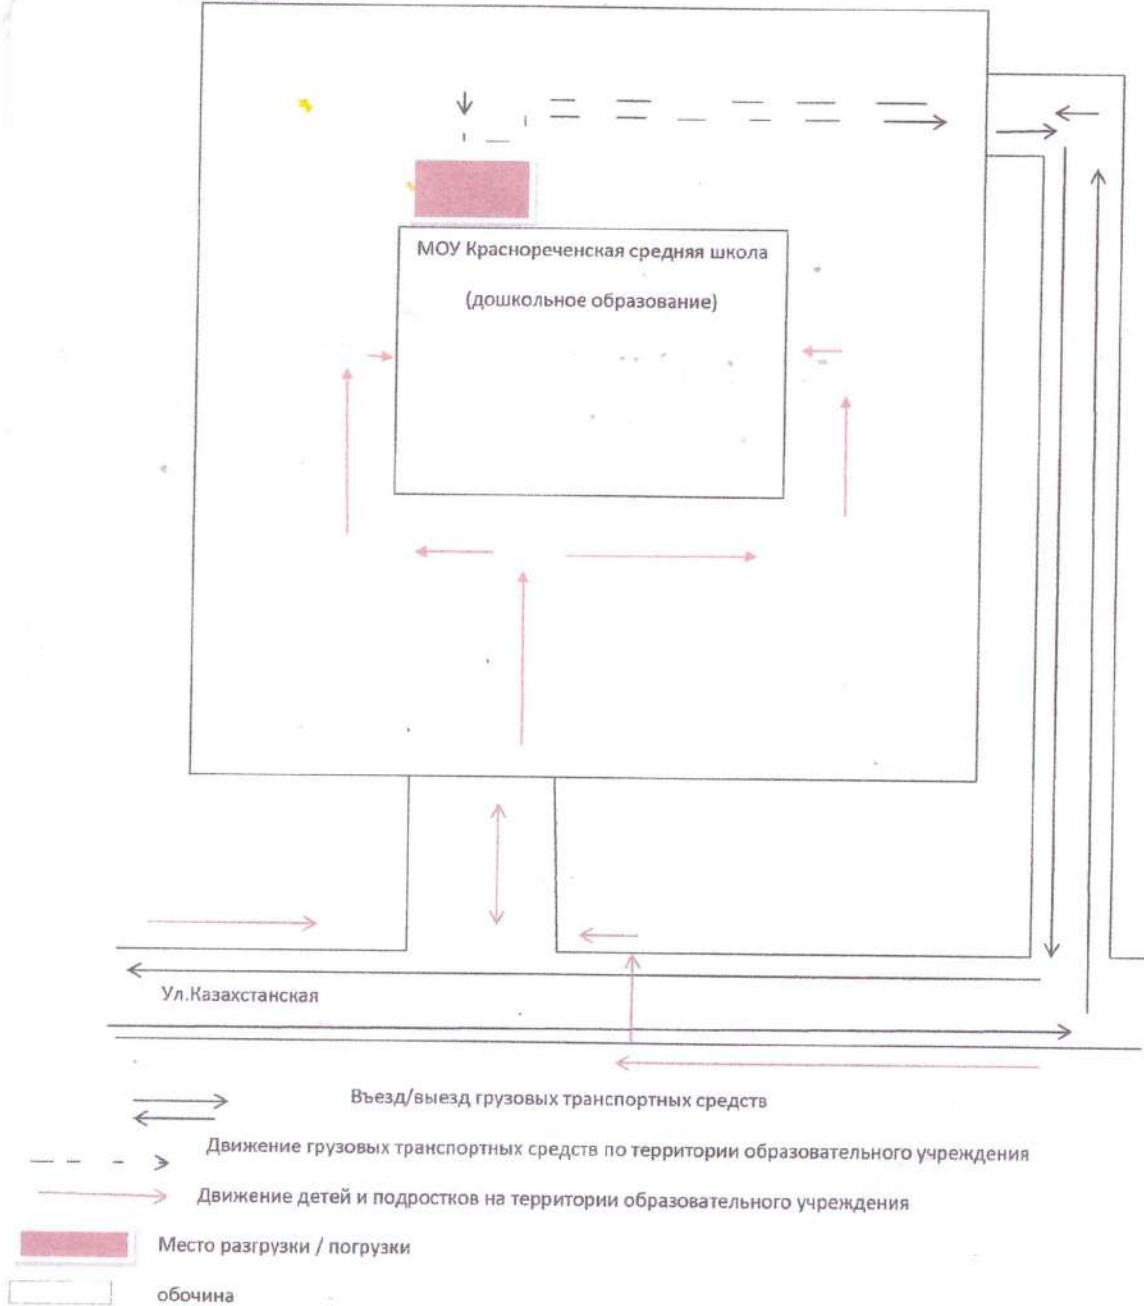 МОУ Краснореченская средняя школа
(дошкольное образование)
Ул.Казахстанская
Въезд/выезд грузовых транспортных средств
Движение грузовых транспортных средств по территории образовательного учреждения
Движение детей и подростков на территории образовательного учреждения
Место разгрузки / погрузки
обочина